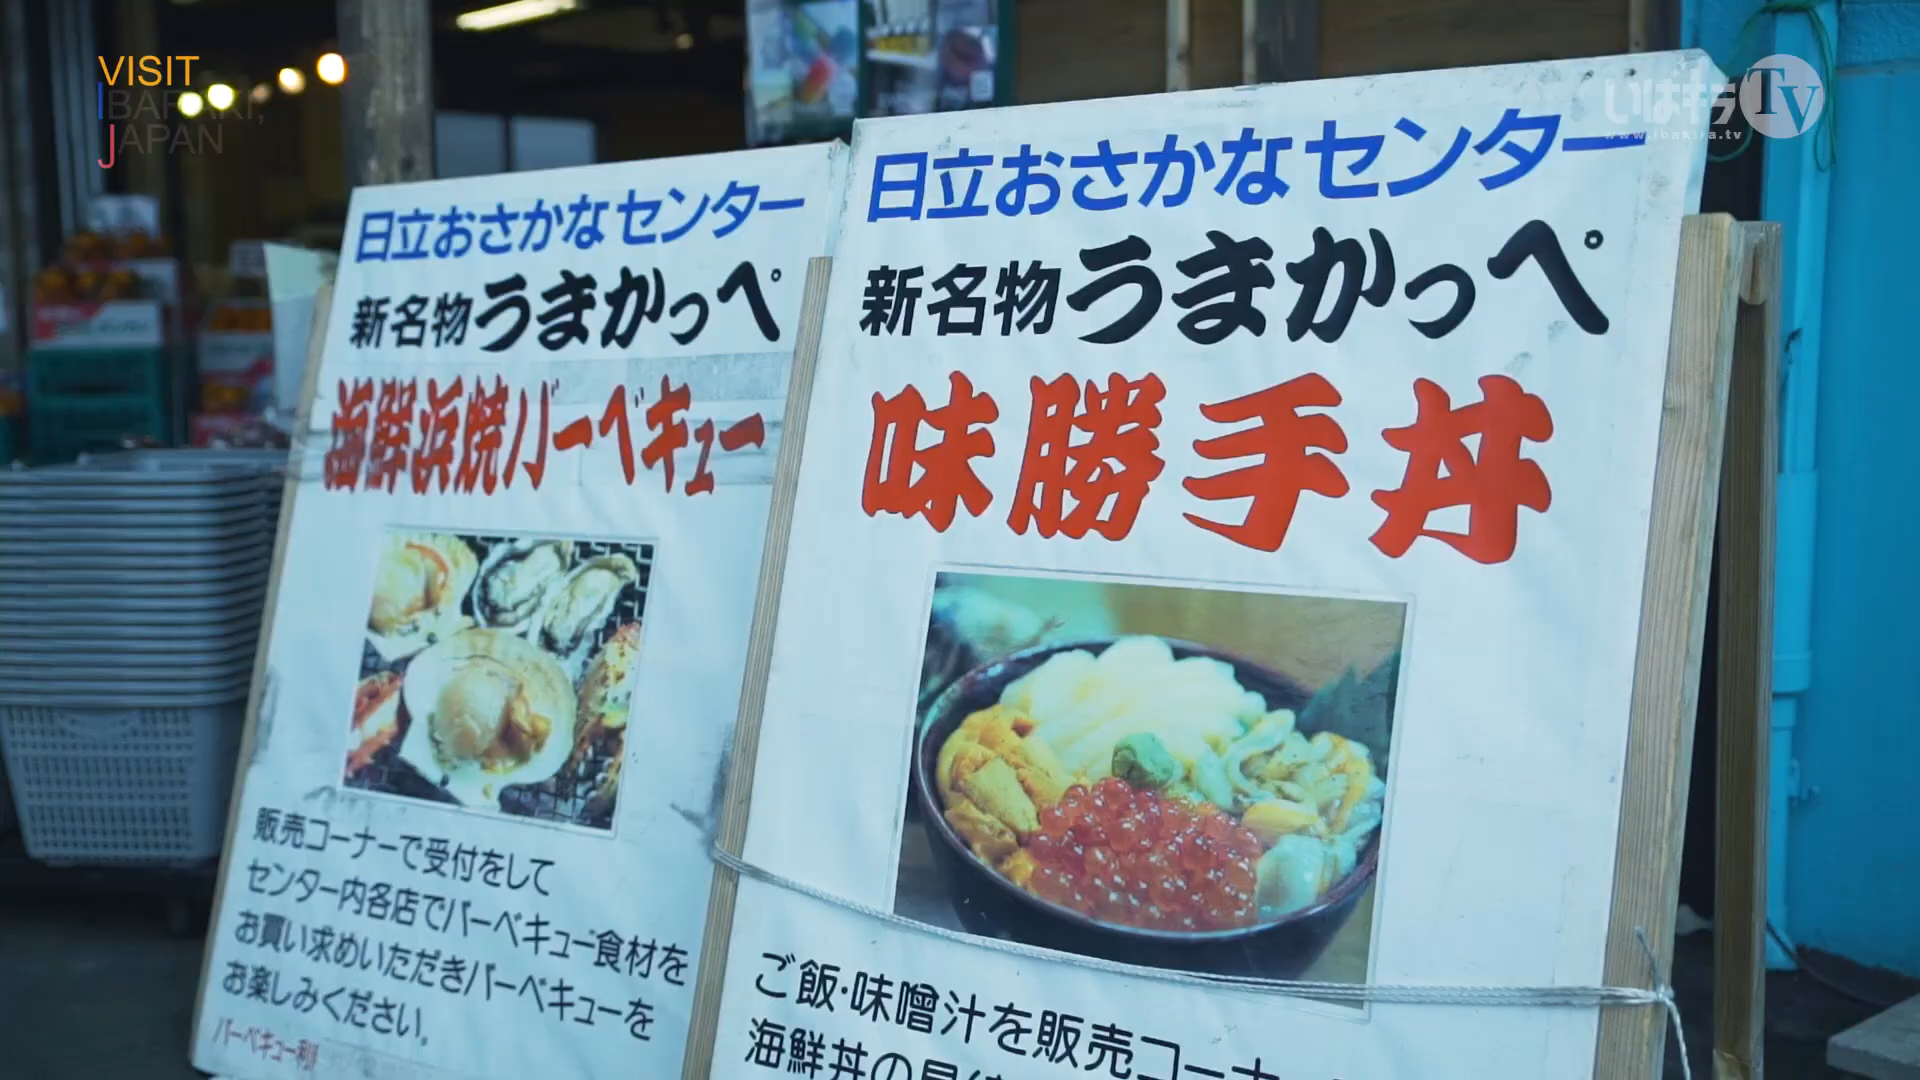 VISIT
IBARAKI,
JAPAN
いばキラTV
www.ibakira.tv
日立おさかなセンター
新名物うまかっぺ
海鮮浜焼バーベキュー
販売コーナーで受付をして
センター内各店でバーベキュー食材を
お買い求めいただきバーベキューを
お楽しみください。
バーベキュー利
日立おさかなセンター
新名物うまかっぺ
味勝手丼
ご飯・味噌汁を販売コーナー
海鮮丼の